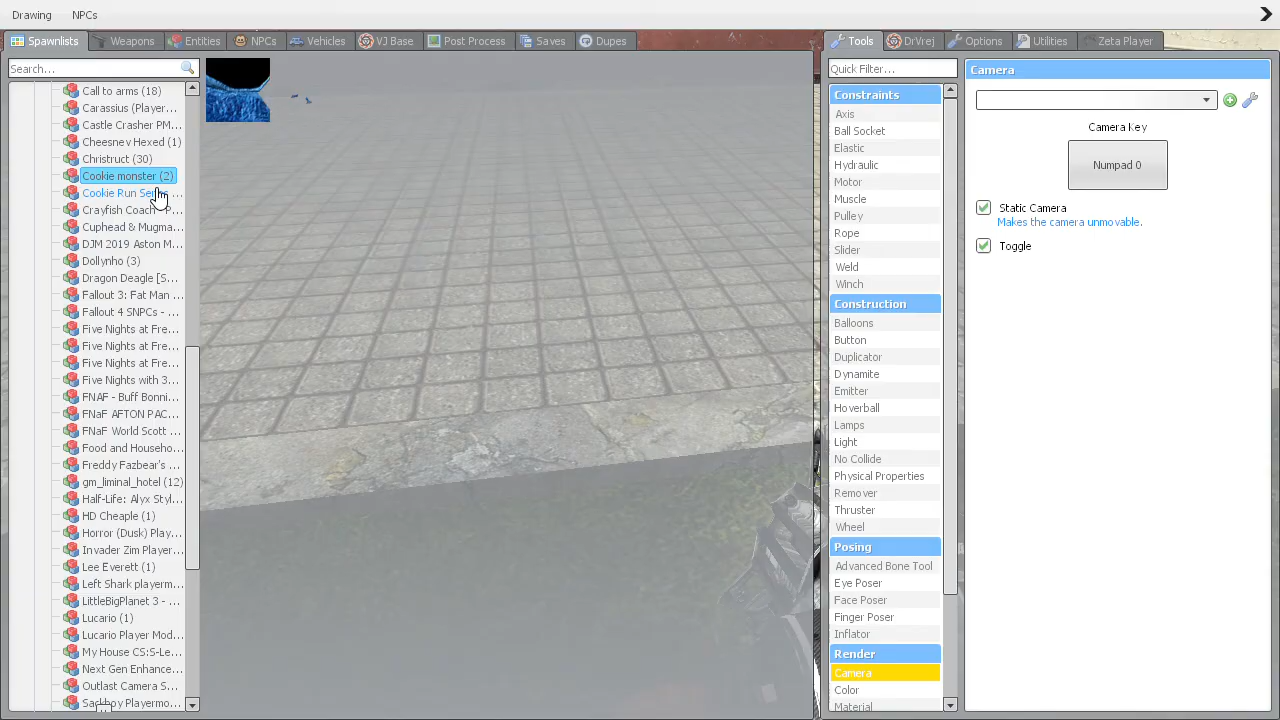 Drawing NPCs
Spawnlists Weapons Entities NPCs Vehicles VJ Base Post Process Saves Dupes
Search...
Call to arms (18)
Carassius (Player...
Castle Crasher PM...
Cheesnev Hexed (1)
Christruct (30)
Cookie monster (2)
Cookie Run Se
Crayfish Coach
Cuphead & Mugma...
DJM 2019 Aston M...
Dollynho (3)
Dragon Deagle [S...
Fallout 3: Fat Man ...
Fallout 4 SNPCs - ...
Five Nights at Fre...
Five Nights at Fre...
Five Nights at Fre...
Five Nights with 3...
FNAF - Buff Bonni...
FNaF AFTON PAC...
FNaF World Scott ...
Food and Househo...
Freddy Fazbear's ...
gm_liminal_hotel (12)
Half-Life: Alyx Styl...
HD Cheaple (1)
Horror (Dusk) Play...
Invader Zim Player...
Lee Everett (1)
Left Shark playerm...
LittleBigPlanet 3 - ...
Lucario (1)
Lucario Player Mod...
My House CS:S-Le...
Next Gen Enhance...
Outlast Camera S...
Sackboy Playermo...
Tools DrVrej Options Utilities Zeta Player
Quick Filter...
Constraints
Axis
Ball Socket
Elastic
Hydraulic
Motor
Muscle
Pulley
Rope
Slider
Weld
Winch
Construction
Balloons
Button
Duplicator
Dynamite
Emitter
Hoverball
Lamps
Light
No Collide
Physical Properties
Remover
Thruster
Wheel
Posing
Advanced Bone Tool
Eye Poser
Face Poser
Finger Poser
Inflator
Render
Camera
Color
Material
Camera
Camera Key
Numpad 0
Static Camera
Makes the camera unmovable.
Toggle